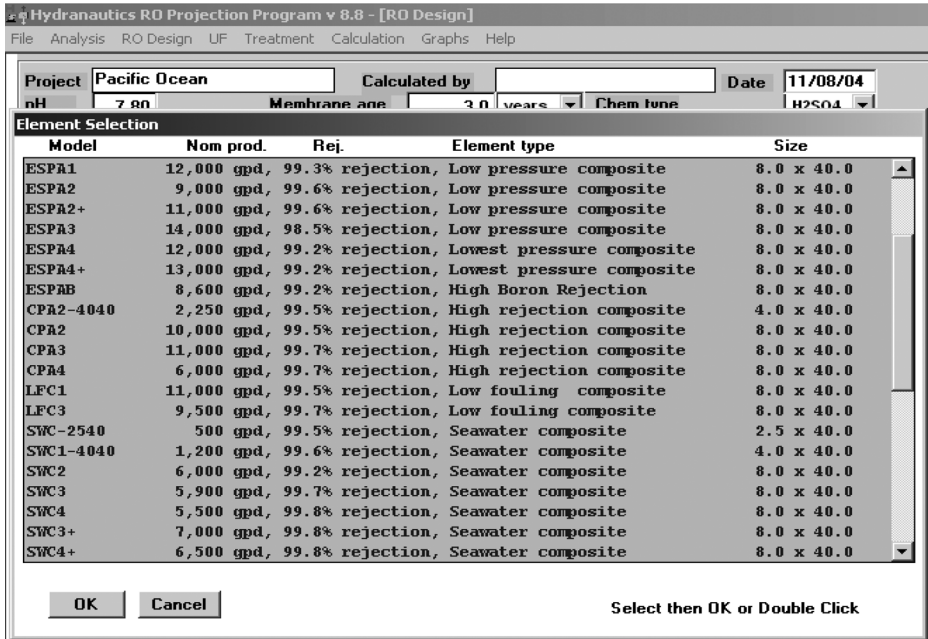 Hydranautics RO Projection Program v 8.8 - [RO Design]
File Analysis RO Design UF Treatment Calculation Graphs Help
Project Pacific Ocean Calculated by Date 11/08/04
pH 7.80 Membrane age 3.0 years Chem type H2SO4
Element Selection
Model Nom prod. Rej. Element type Size
ESPA1 12,000 gpd, 99.3% rejection, Low pressure composite 8.0 x 40.0
ESPA2 9,000 gpd, 99.6% rejection, Low pressure composite 8.0 x 40.0
ESPA2+ 11,000 gpd, 99.6% rejection, Low pressure composite 8.0 x 40.0
ESPA3 14,000 gpd, 98.5% rejection, Low pressure composite 8.0 x 40.0
ESPA4 12,000 gpd, 99.2% rejection, Lowest pressure composite 8.0 x 40.0
ESPA4+ 13,000 gpd, 99.2% rejection, Lowest pressure composite 8.0 x 40.0
ESPAB 8,600 gpd, 99.2% rejection, High Boron Rejection 8.0 x 40.0
CPA2-4040 2,250 gpd, 99.5% rejection, High rejection composite 4.0 x 40.0
CPA2 10,000 gpd, 99.5% rejection, High rejection composite 8.0 x 40.0
CPA3 11,000 gpd, 99.7% rejection, High rejection composite 8.0 x 40.0
CPA4 6,000 gpd, 99.7% rejection, High rejection composite 8.0 x 40.0
LFC1 11,000 gpd, 99.5% rejection, Low fouling composite 8.0 x 40.0
LFC3 9,500 gpd, 99.7% rejection, Low fouling composite 8.0 x 40.0
SWC-2540 500 gpd, 99.5% rejection, Seawater composite 2.5 x 40.0
SWC1-4040 1,200 gpd, 99.6% rejection, Seawater composite 4.0 x 40.0
SWC2 6,000 gpd, 99.2% rejection, Seawater composite 8.0 x 40.0
SWC3 5,900 gpd, 99.7% rejection, Seawater composite 8.0 x 40.0
SWC4 5,500 gpd, 99.8% rejection, Seawater composite 8.0 x 40.0
SWC3+ 7,000 gpd, 99.8% rejection, Seawater composite 8.0 x 40.0
SWC4+ 6,500 gpd, 99.8% rejection, Seawater composite 8.0 x 40.0
OK Cancel Select then OK or Double Click